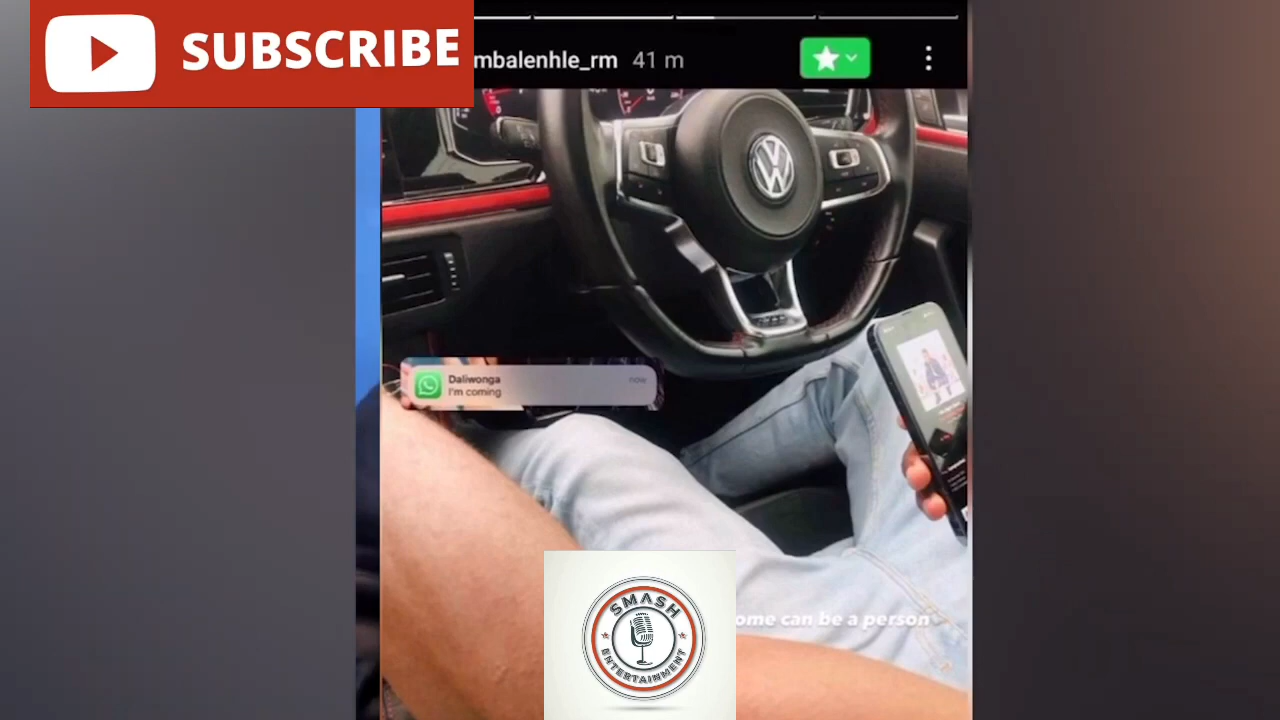 SUBSCRIBE
mbalenhle_rm 41 m
Daliwonga now
I'm coming
ome can be a person
SMASH
ENTERTAINMENT